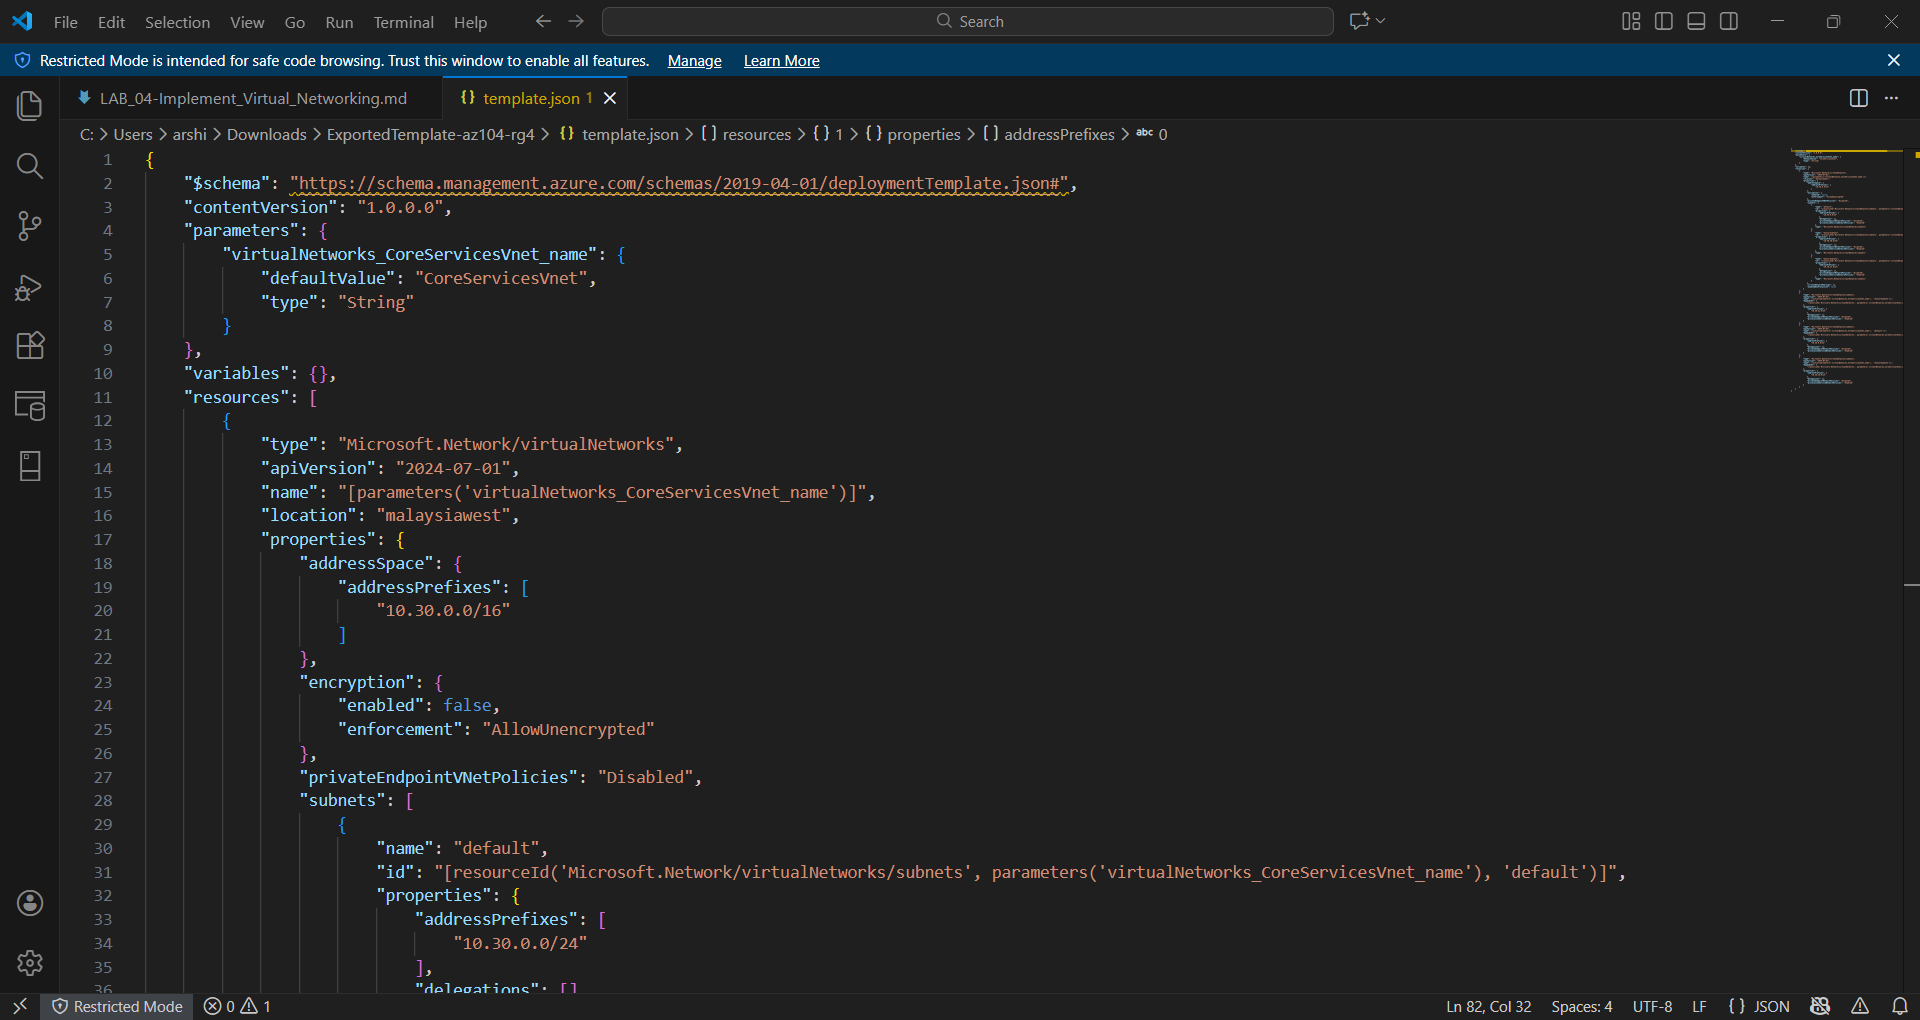 File Edit Selection View Go Run Terminal Help Search
Restricted Mode is intended for safe code browsing. Trust this window to enable all features. Manage Learn More
LAB_04-Implement_Virtual_Networking.md {} template.json 1
C: > Users > arshi > Downloads > ExportedTemplate-az104-rg4 > {} template.json > [ ] resources > {} 1 > {} properties > [ ] addressPrefixes > abc 0
1 {
2 "$schema": "https://schema.management.azure.com/schemas/2019-04-01/deploymentTemplate.json#",
3 "contentVersion": "1.0.0.0",
4 "parameters": {
5 "virtualNetworks_CoreServicesVnet_name": {
6 "defaultValue": "CoreServicesVnet",
7 "type": "String"
8 }
9 },
10 "variables": {},
11 "resources": [
12 {
13 "type": "Microsoft.Network/virtualNetworks",
14 "apiVersion": "2024-07-01",
15 "name": "[parameters('virtualNetworks_CoreServicesVnet_name')]",
16 "location": "malaysiawest",
17 "properties": {
18 "addressSpace": {
19 "addressPrefixes": [
20 "10.30.0.0/16"
21 ]
22 },
23 "encryption": {
24 "enabled": false,
25 "enforcement": "AllowUnencrypted"
26 },
27 "privateEndpointVNetPolicies": "Disabled",
28 "subnets": [
29 {
30 "name": "default",
31 "id": "[resourceId('Microsoft.Network/virtualNetworks/subnets', parameters('virtualNetworks_CoreServicesVnet_name'), 'default')]",
32 "properties": {
33 "addressPrefixes": [
34 "10.30.0.0/24"
35 ],
36 "delegations": []
Restricted Mode 0 1 Ln 82, Col 32 Spaces: 4 UTF-8 LF {} JSON